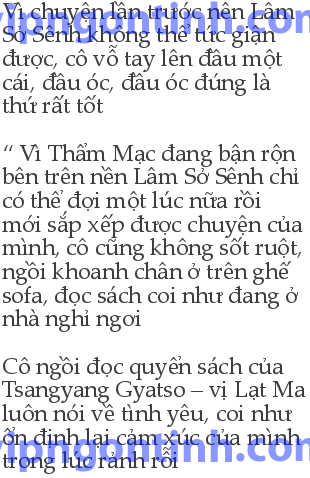 Vì chuyện lần trước nên Lâm
Sở Sênh không thể tức giận
được, cô vỗ tay lên đầu một
cái, đầu óc, đầu óc đúng là
thứ rất tốt
“ Vì Thẩm Mạc đang bận rộn
bên trên nền Lâm Sở Sênh chỉ
có thể đợi một lúc nữa rồi
mới sắp xếp được chuyện của
mình, cô cũng không sốt ruột,
ngồi khoanh chân ở trên ghế
sofa, đọc sách coi như đang ở
nhà nghỉ ngơi
Cô ngồi đọc quyển sách của
Tsangyang Gyatso – vị Lạt Ma
luôn nói về tình yêu, coi như
ổn định lại cảm xúc của mình
trong lúc rảnh rỗi
vipngontinh.com
vipngontinh.com